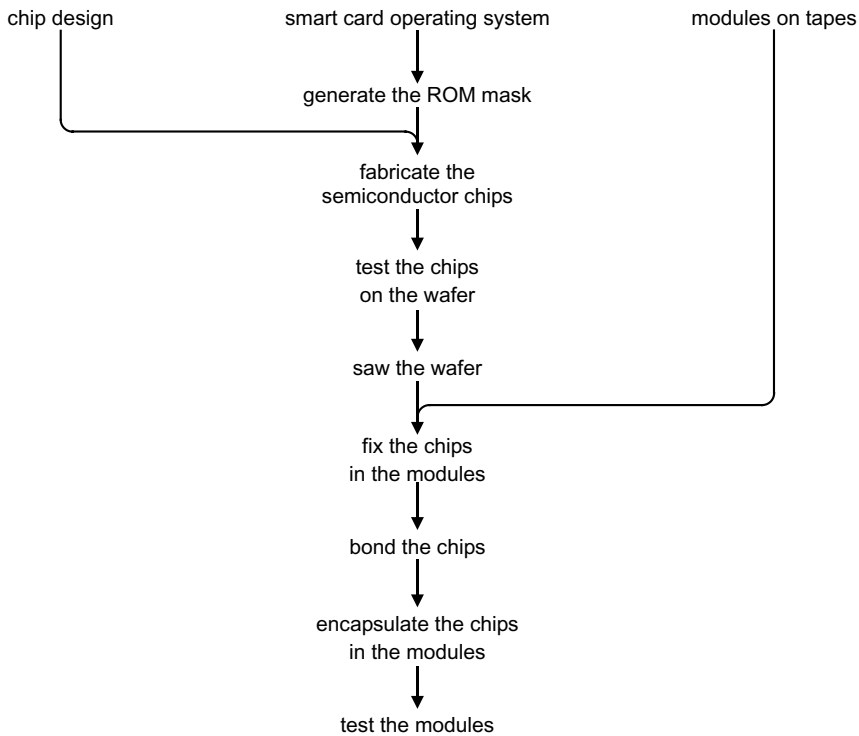 chip design
smart card operating system
modules on tapes
generate the ROM mask
fabricate the
semiconductor chips
test the chips
on the wafer
saw the wafer
fix the chips
in the modules
bond the chips
encapsulate the chips
in the modules
test the modules